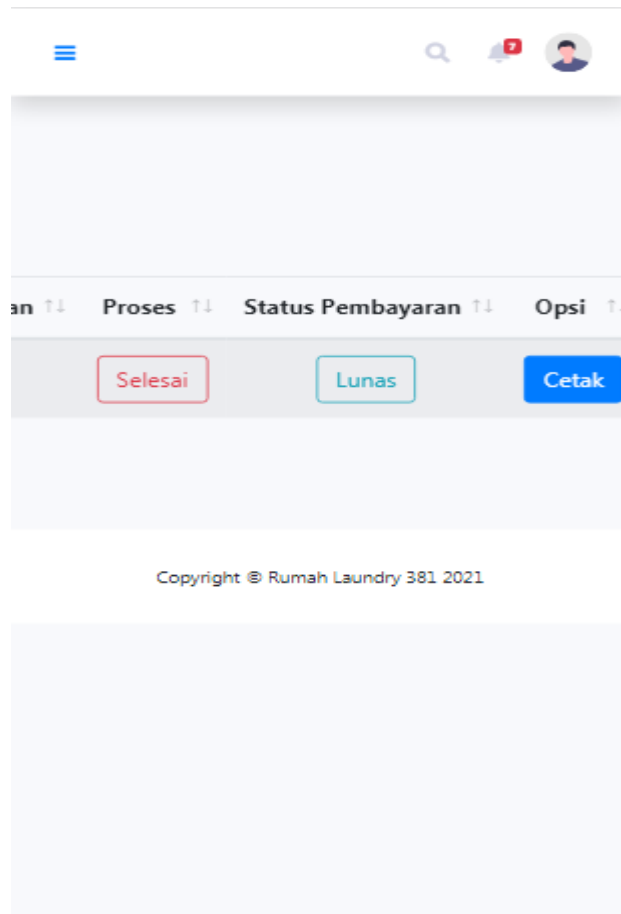 7
an Proses Status Pembayaran Opsi
Selesai Lunas Cetak
Copyright © Rumah Laundry 381 2021